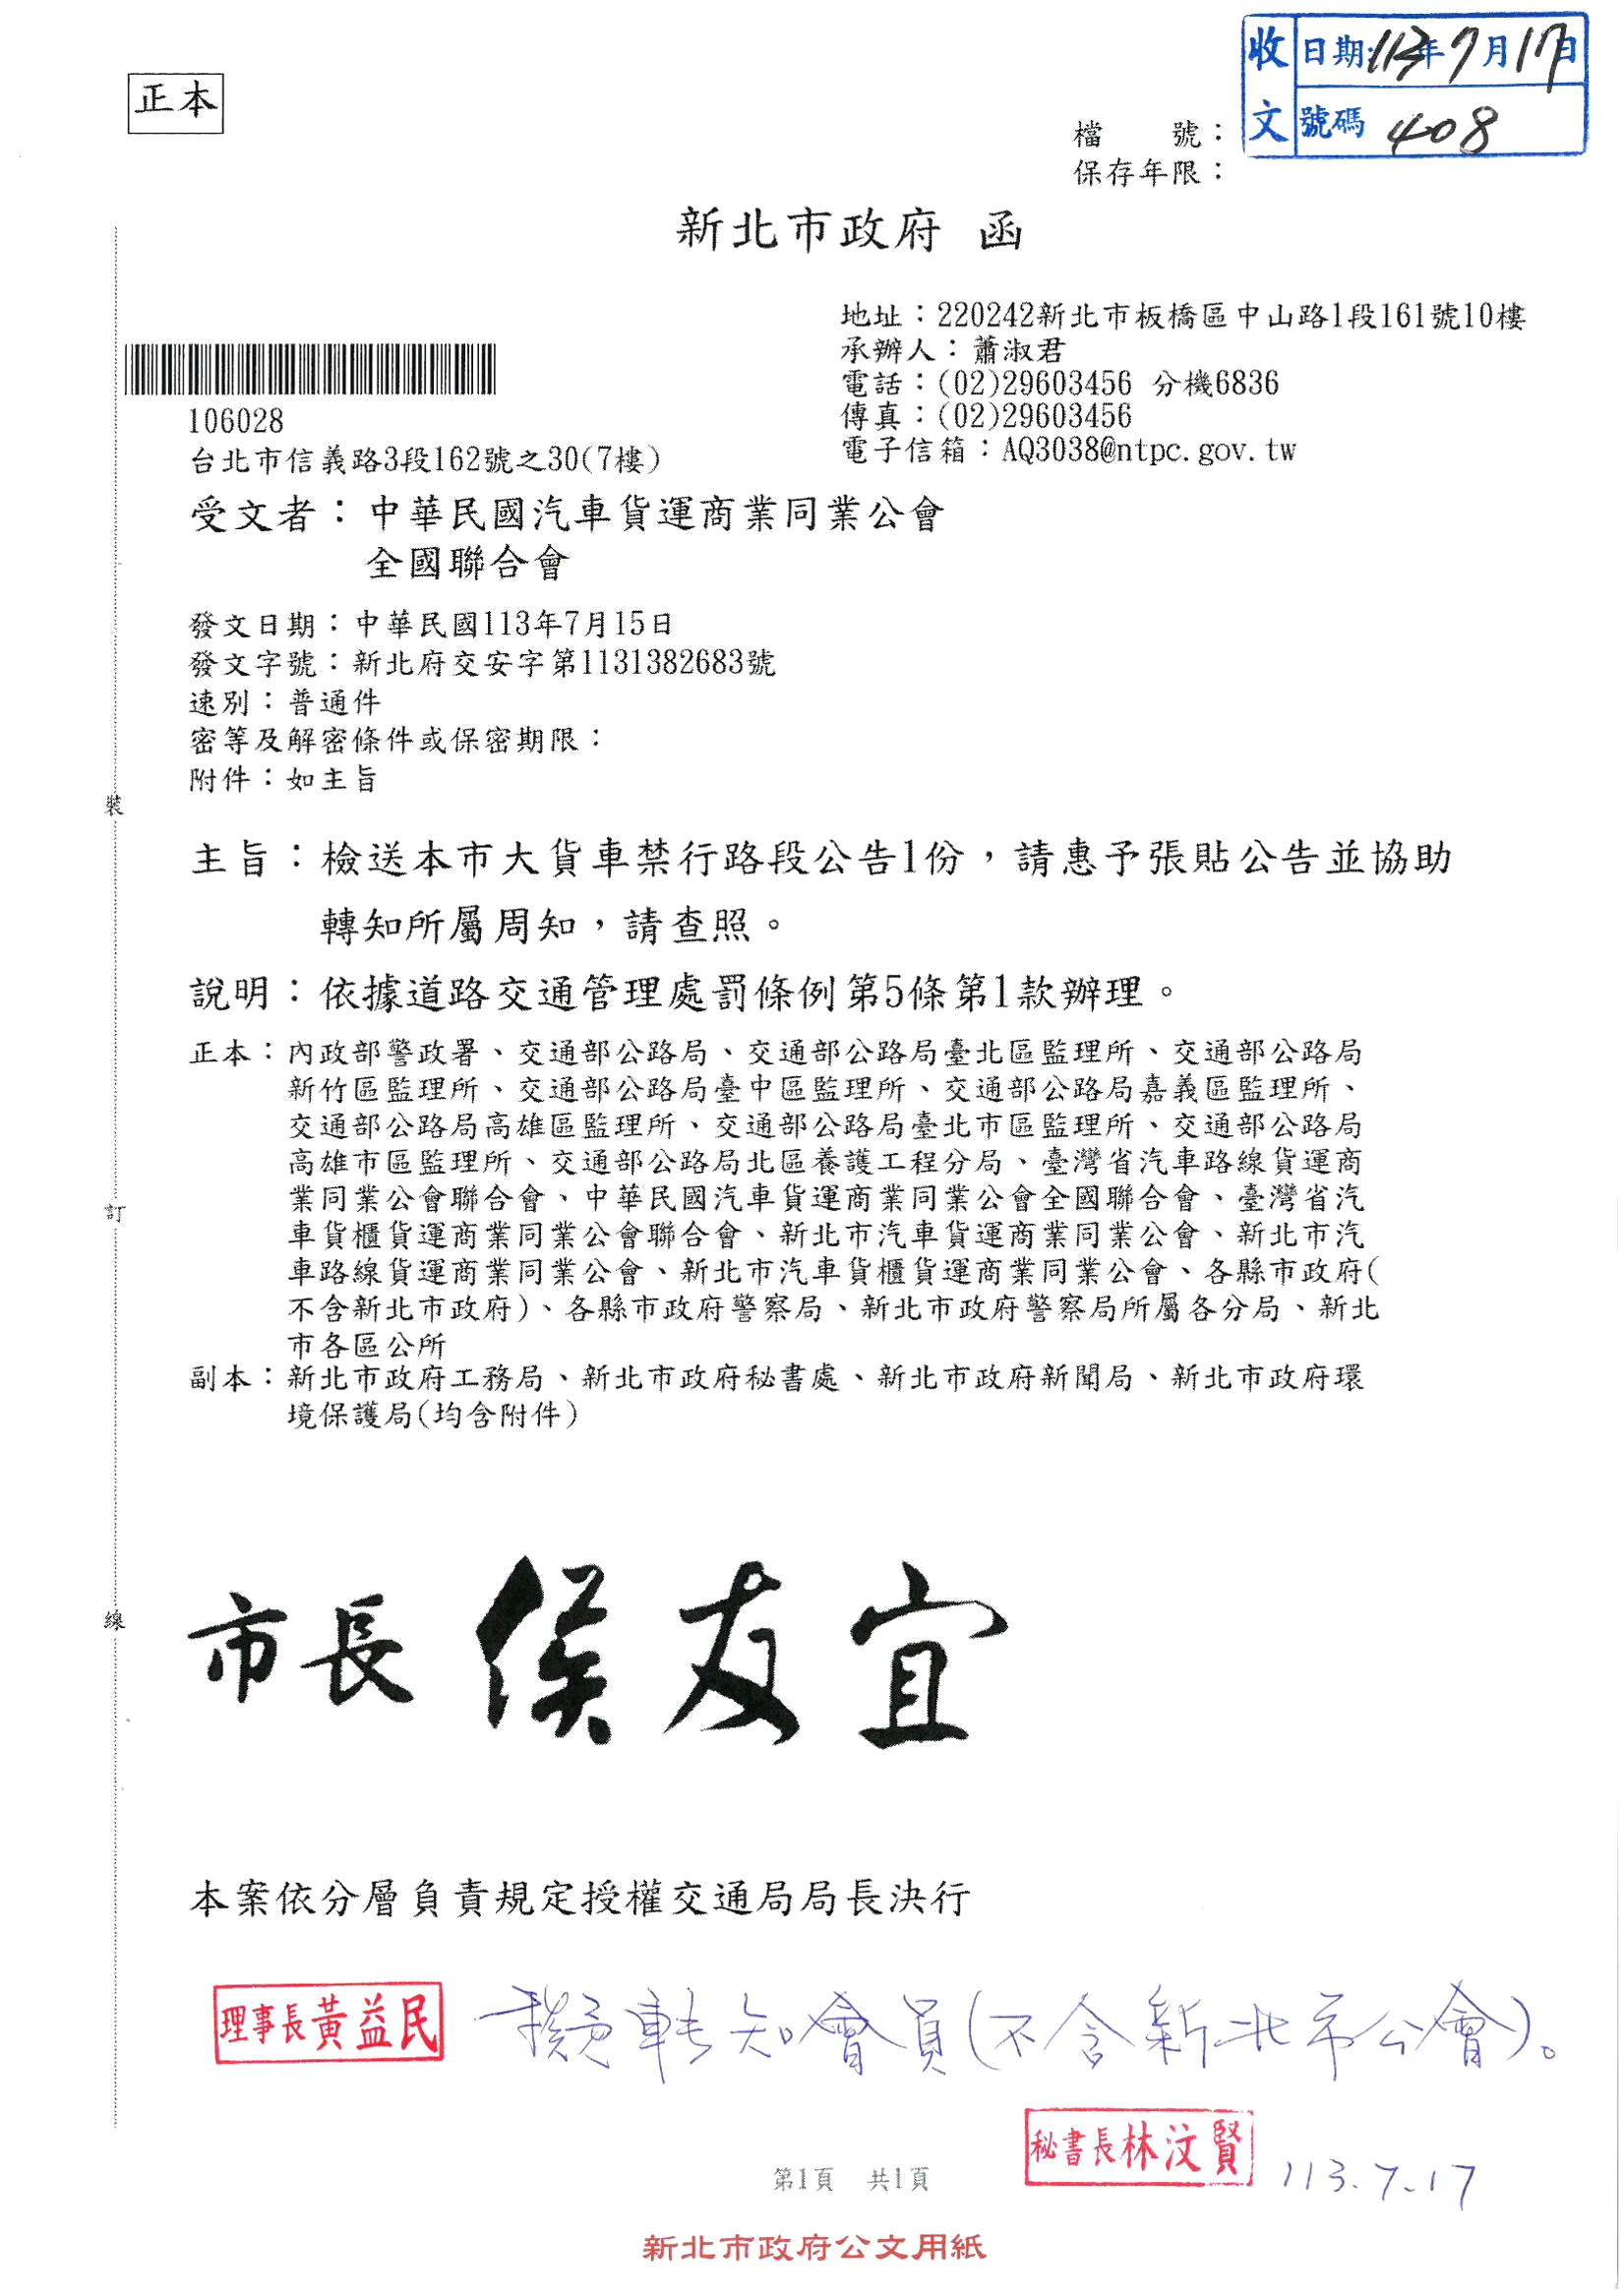 正本
收文
日期:113年7月17日
號碼 408
檔　　號：
保存年限：
新北市政府 函
地址：220242新北市板橋區中山路1段161號10樓
承辦人：蕭淑君
電話：(02)29603456 分機6836
傳真：(02)29603456
電子信箱：AQ3038@ntpc.gov.tw
106028
台北市信義路3段162號之30(7樓)
受文者：中華民國汽車貨運商業同業公會
全國聯合會
發文日期：中華民國113年7月15日
發文字號：新北府交安字第1131382683號
速別：普通件
密等及解密條件或保密期限：
附件：如主旨
主旨：檢送本市大貨車禁行路段公告1份，請惠予張貼公告並協助
轉知所屬周知，請查照。
說明：依據道路交通管理處罰條例第5條第1款辦理。
正本：內政部警政署、交通部公路局、交通部公路局臺北區監理所、交通部公路局
新竹區監理所、交通部公路局臺中區監理所、交通部公路局嘉義區監理所、
交通部公路局高雄區監理所、交通部公路局臺北市區監理所、交通部公路局
高雄市區監理所、交通部公路局北區養護工程分局、臺灣省汽車路線貨運商
業同業公會聯合會、中華民國汽車貨運商業同業公會全國聯合會、臺灣省汽
車貨櫃貨運商業同業公會聯合會、新北市汽車貨運商業同業公會、新北市汽
車路線貨運商業同業公會、新北市汽車貨櫃貨運商業同業公會、各縣市政府(
不含新北市政府)、各縣市政府警察局、新北市政府警察局所屬各分局、新北
市各區公所
副本：新北市政府工務局、新北市政府秘書處、新北市政府新聞局、新北市政府環
境保護局(均含附件)
裝
訂
線
市長 侯友宜
本案依分層負責規定授權交通局局長決行
理事長黃益民
擬轉知會員(不含新北市公會)。
秘書長林汶賢
113.7.17
第1頁　共1頁
新北市政府公文用紙